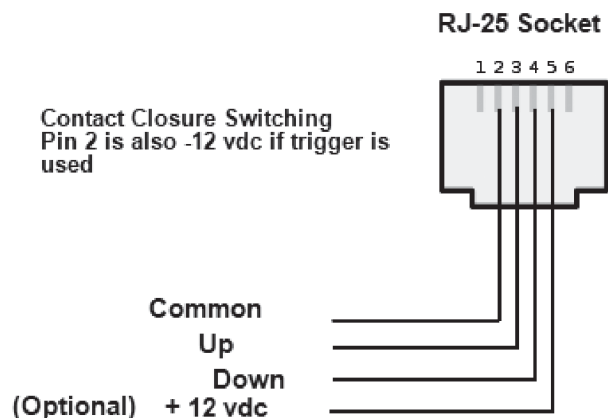 RJ-25 Socket
1 2 3 4 5 6
Contact Closure Switching
Pin 2 is also -12 vdc if trigger is
used
Common
Up
Down
(Optional) + 12 vdc